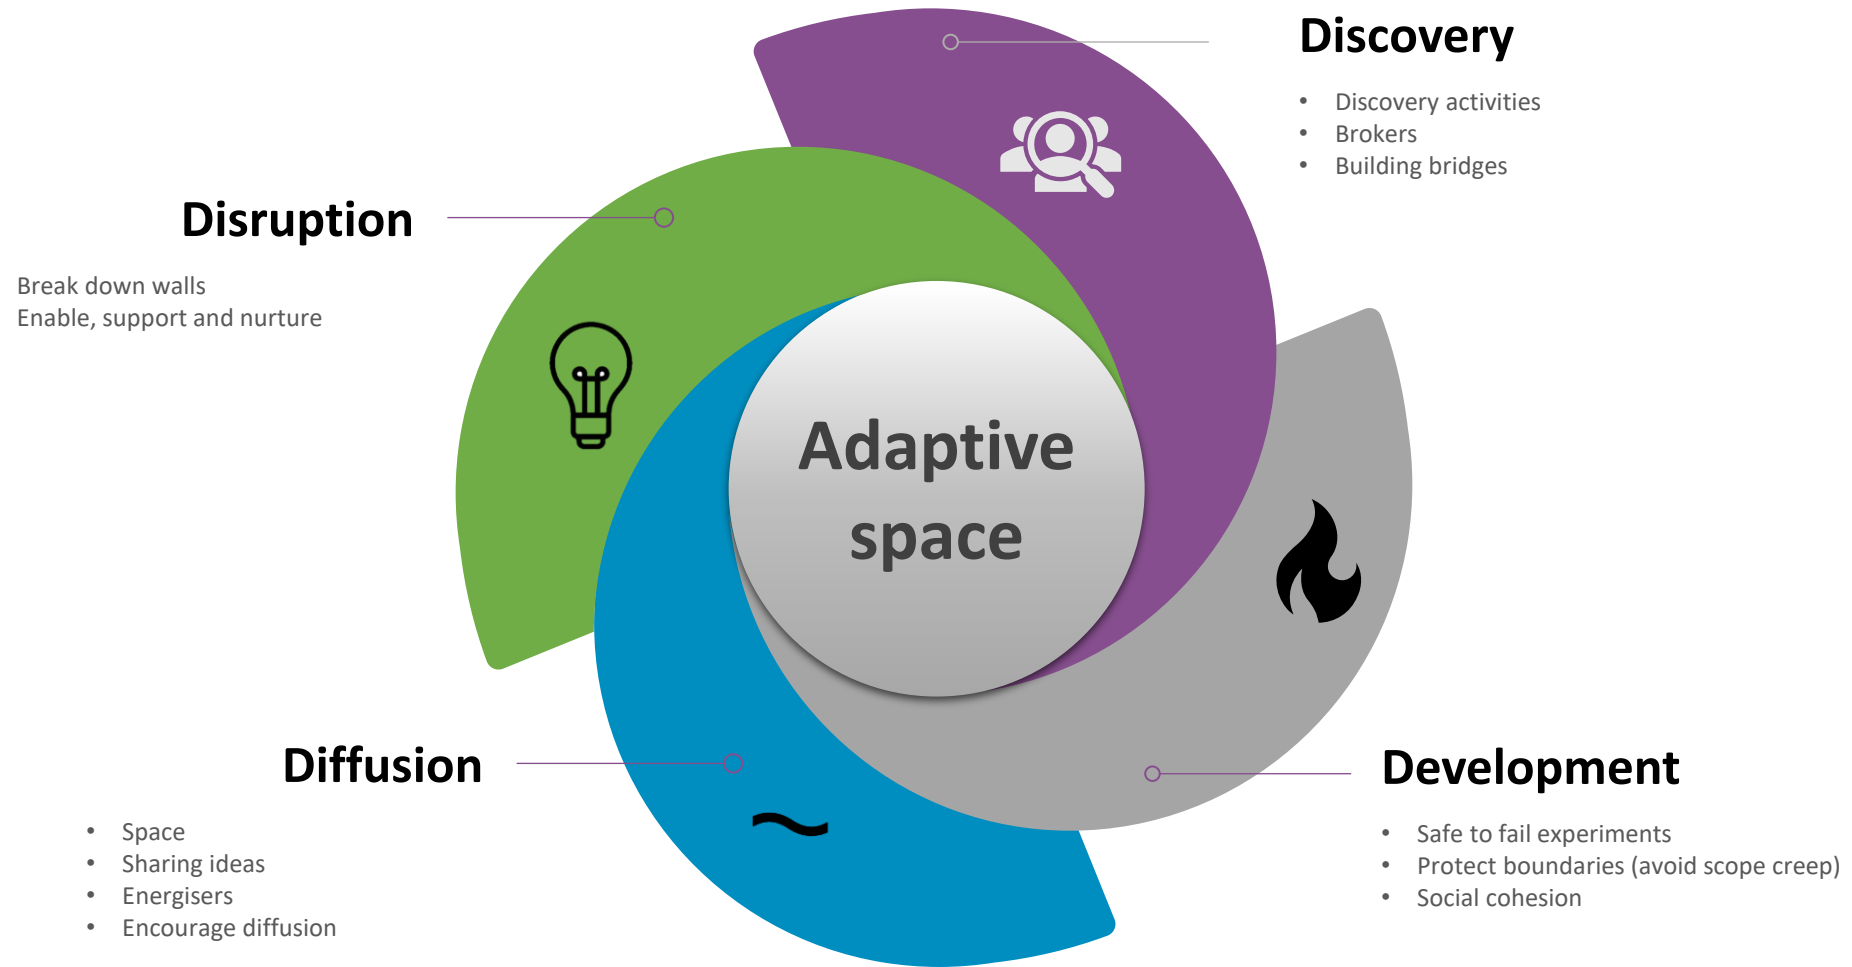 Discovery
• Discovery activities
• Brokers
• Building bridges
Disruption
Break down walls
Enable, support and nurture
Adaptive
space
Diffusion
• Space
• Sharing ideas
• Energisers
• Encourage diffusion
Development
• Safe to fail experiments
• Protect boundaries (avoid scope creep)
• Social cohesion